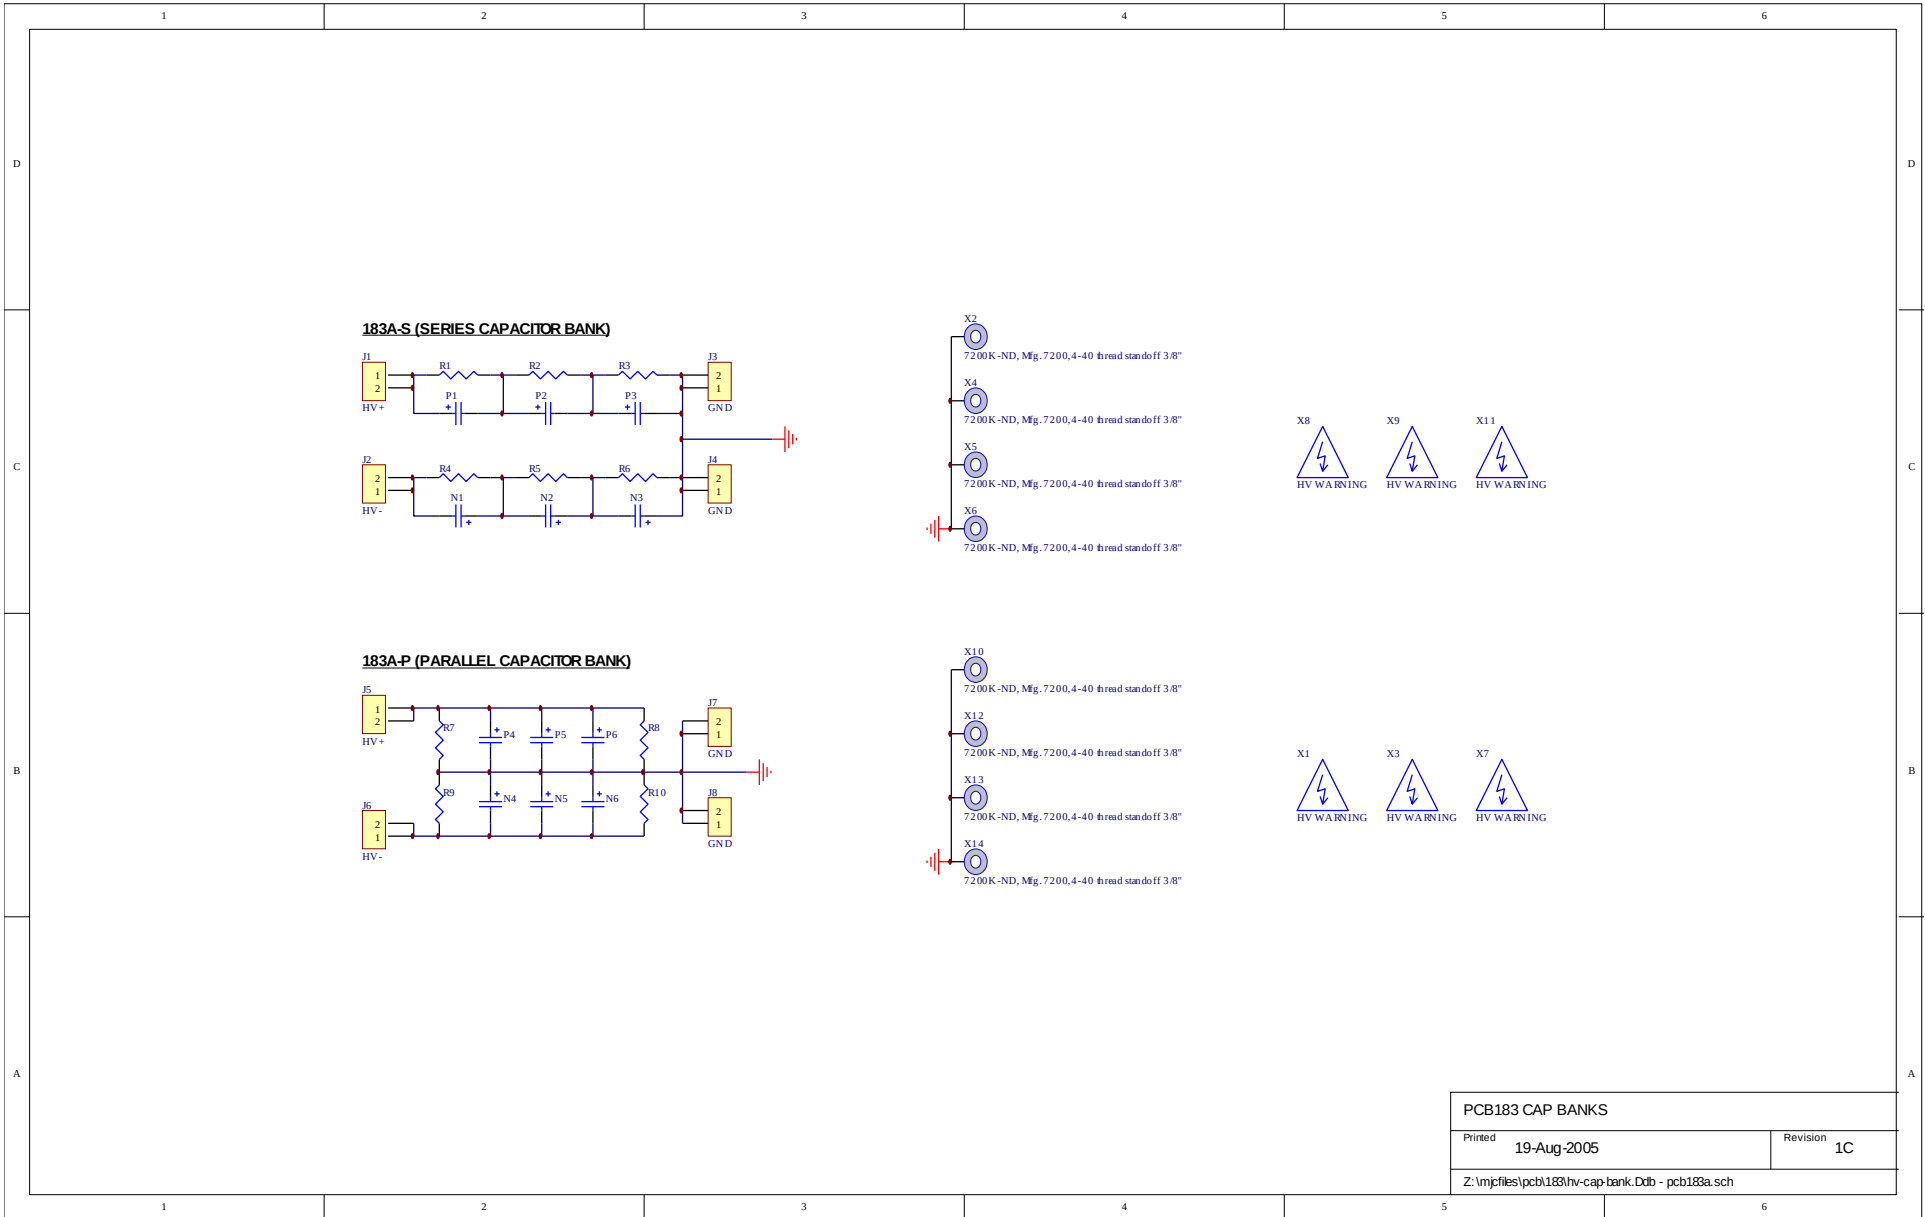 1 2 3 4 5 6
D D
183A-S (SERIES CAPACITOR BANK)
J1
1
2
HV+
R1 R2 R3
P1 P2 P3
+ + +
J3
2
1
GND
J2
2
1
HV-
R4 R5 R6
N1 N2 N3
+ + +
J4
2
1
GND
X2
7200K-ND, Mfg. 7200, 4-40 thread standoff 3/8"
X4
7200K-ND, Mfg. 7200, 4-40 thread standoff 3/8"
X5
7200K-ND, Mfg. 7200, 4-40 thread standoff 3/8"
X6
7200K-ND, Mfg. 7200, 4-40 thread standoff 3/8"
X8 X9 X11
HV WARNING HV WARNING HV WARNING
C C
183A-P (PARALLEL CAPACITOR BANK)
J5
1
2
HV+
R7 P4 P5 P6 R8
+ + +
J7
2
1
GND
J6
2
1
HV-
R9 N4 N5 N6 R10
+ + +
J8
2
1
GND
X10
7200K-ND, Mfg. 7200, 4-40 thread standoff 3/8"
X12
7200K-ND, Mfg. 7200, 4-40 thread standoff 3/8"
X13
7200K-ND, Mfg. 7200, 4-40 thread standoff 3/8"
X14
7200K-ND, Mfg. 7200, 4-40 thread standoff 3/8"
X1 X3 X7
HV WARNING HV WARNING HV WARNING
B B
A A
PCB183 CAP BANKS
Printed 19-Aug-2005 Revision 1C
Z:\mjcfiles\pcb\183\hv-cap-bank.Ddb - pcb183a.sch
1 2 3 4 5 6